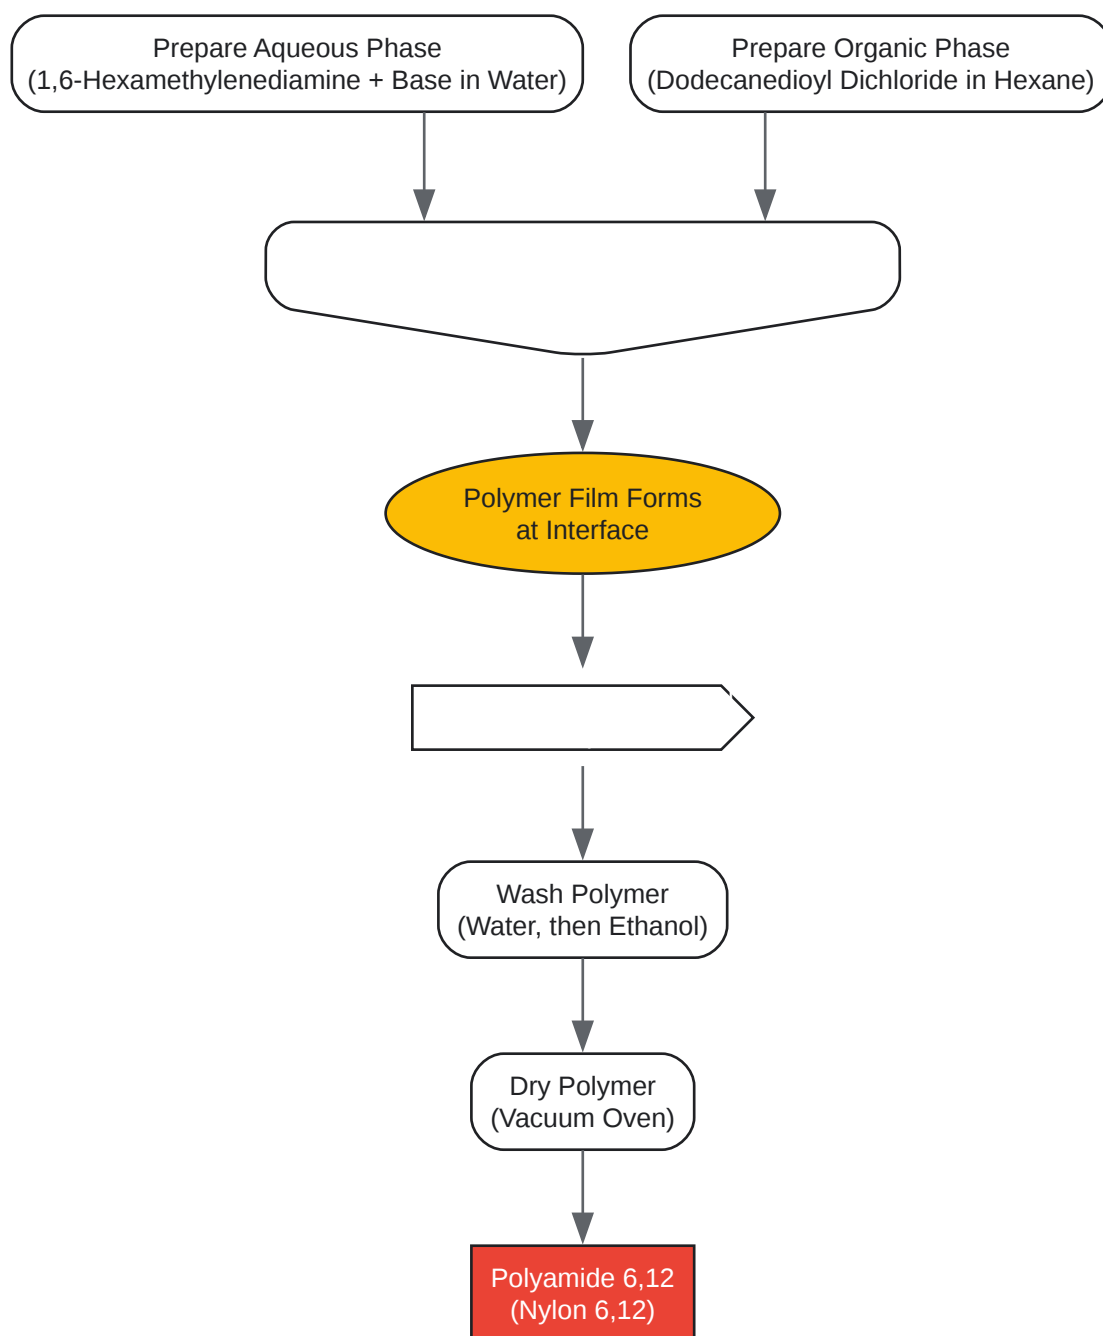 Prepare Aqueous Phase
(1,6-Hexamethylenediamine + Base in Water)
Prepare Organic Phase
(Dodecanedioyl Dichloride in Hexane)
Polymer Film Forms
at Interface
Wash Polymer
(Water, then Ethanol)
Dry Polymer
(Vacuum Oven)
Polyamide 6,12
(Nylon 6,12)